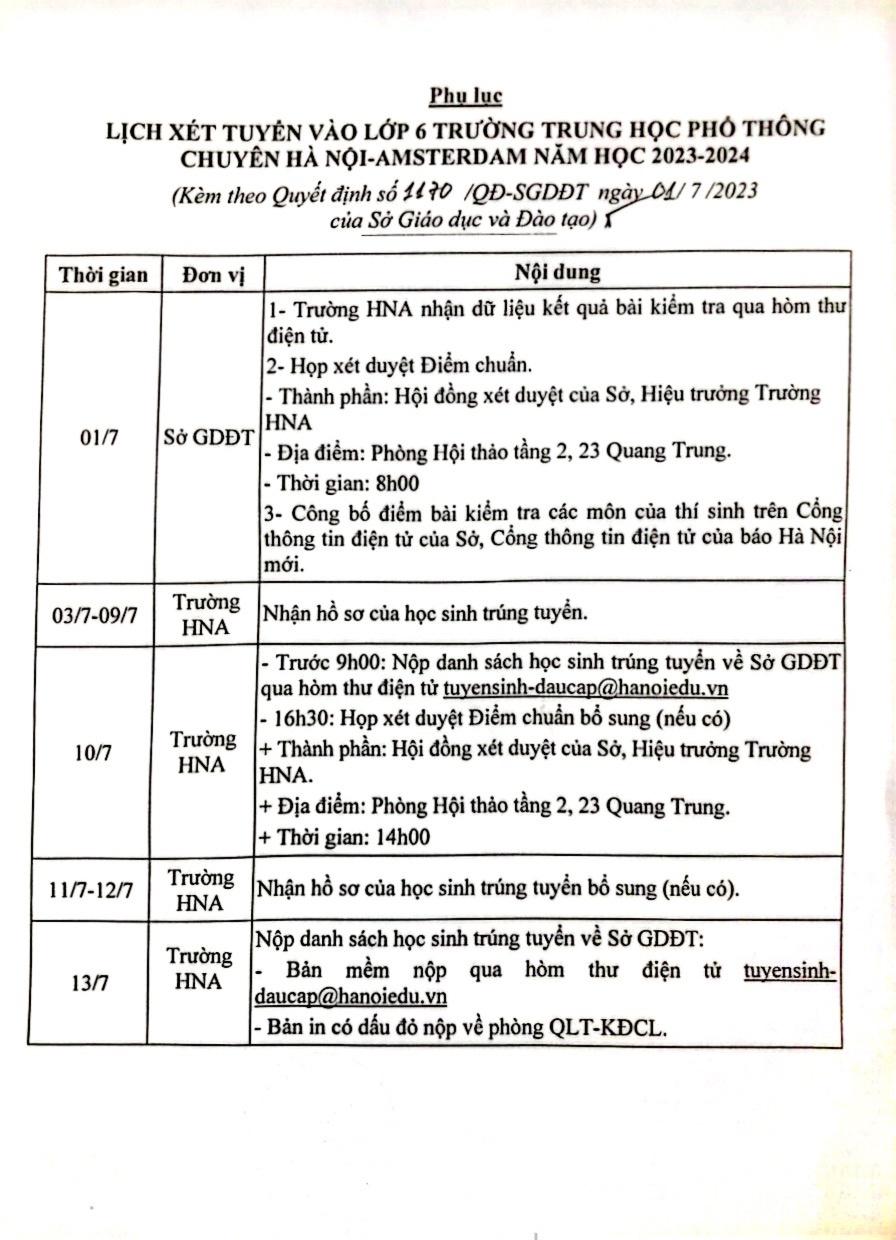 Phụ lục
LỊCH XÉT TUYỂN VÀO LỚP 6 TRƯỜNG TRUNG HỌC PHỔ THÔNG
CHUYÊN HÀ NỘI-AMSTERDAM NĂM HỌC 2023-2024
(Kèm theo Quyết định số 1170 /QĐ-SGDĐT ngày 01/ 7 /2023
của Sở Giáo dục và Đào tạo)
Thời gian Đơn vị Nội dung
01/7
Sở GDĐT
1- Trường HNA nhận dữ liệu kết quả bài kiểm tra qua hòm thư
điện tử.
2- Họp xét duyệt Điểm chuẩn.
- Thành phần: Hội đồng xét duyệt của Sở, Hiệu trưởng Trường
HNA
- Địa điểm: Phòng Hội thảo tầng 2, 23 Quang Trung.
- Thời gian: 8h00
3- Công bố điểm bài kiểm tra các môn của thí sinh trên Cổng
thông tin điện tử của Sở, Cổng thông tin điện tử của báo Hà Nội
mới.
03/7-09/7
Trường
HNA
Nhận hồ sơ của học sinh trúng tuyển.
10/7
Trường
HNA
- Trước 9h00: Nộp danh sách học sinh trúng tuyển về Sở GDĐT
qua hòm thư điện tử tuyensinh-daucap@hanoiedu.vn
- 16h30: Họp xét duyệt Điểm chuẩn bổ sung (nếu có)
+ Thành phần: Hội đồng xét duyệt của Sở, Hiệu trưởng Trường
HNA.
+ Địa điểm: Phòng Hội thảo tầng 2, 23 Quang Trung.
+ Thời gian: 14h00
11/7-12/7
Trường
HNA
Nhận hồ sơ của học sinh trúng tuyển bổ sung (nếu có).
13/7
Trường
HNA
Nộp danh sách học sinh trúng tuyển về Sở GDĐT:
- Bản mềm nộp qua hòm thư điện tử tuyensinh-
daucap@hanoiedu.vn
- Bản in có dấu đỏ nộp về phòng QLT-KĐCL.